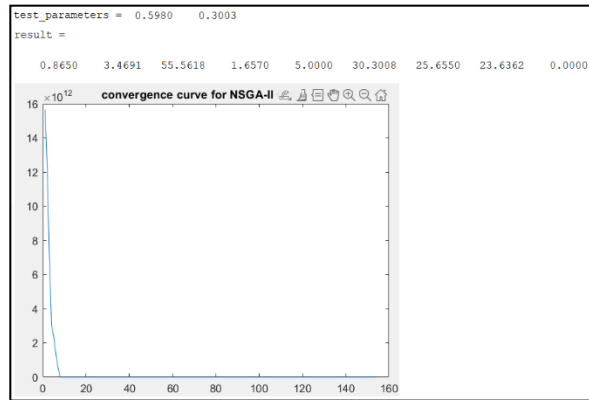 test_parameters = 0.5980 0.3003
result =
0.8650 3.4691 55.5618 1.6570 5.0000 30.3008 25.6550 23.6362 0.0000
×10¹² convergence curve for NSGA-II
16
14
12
10
8
6
4
2
0
0 20 40 60 80 100 120 140 160